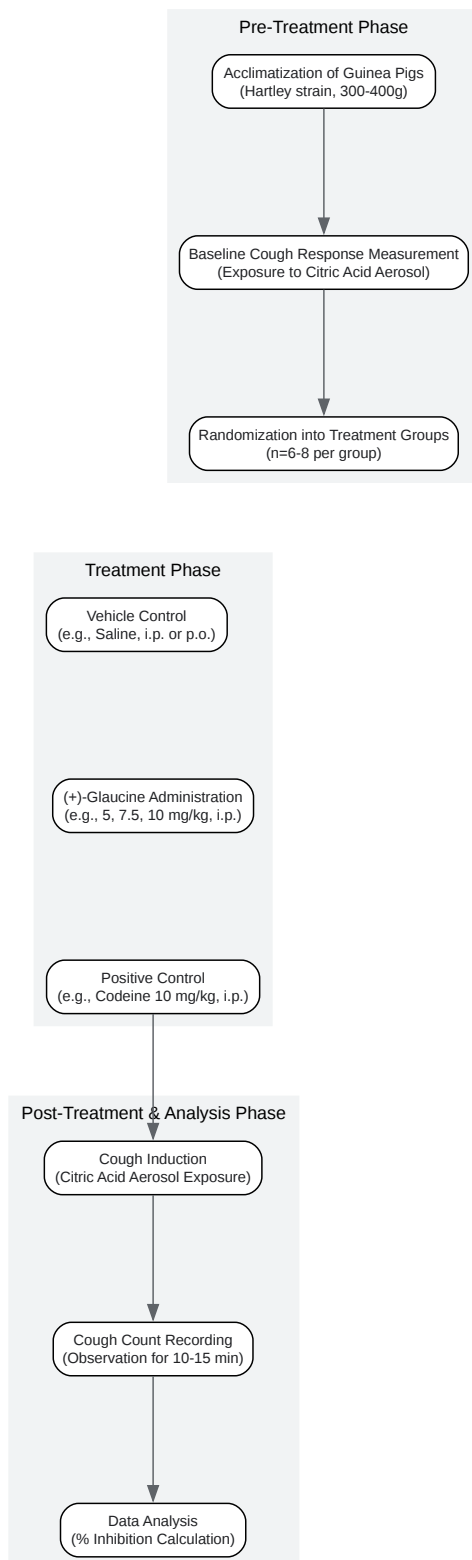 Pre-Treatment Phase
Acclimatization of Guinea Pigs
(Hartley strain, 300-400g)
Baseline Cough Response Measurement
(Exposure to Citric Acid Aerosol)
Randomization into Treatment Groups
(n=6-8 per group)
Treatment Phase
Vehicle Control
(e.g., Saline, i.p. or p.o.)
(+)-Glaucine Administration
(e.g., 5, 7.5, 10 mg/kg, i.p.)
Positive Control
(e.g., Codeine 10 mg/kg, i.p.)
Post-Treatment & Analysis Phase
Cough Induction
(Citric Acid Aerosol Exposure)
Cough Count Recording
(Observation for 10-15 min)
Data Analysis
(% Inhibition Calculation)